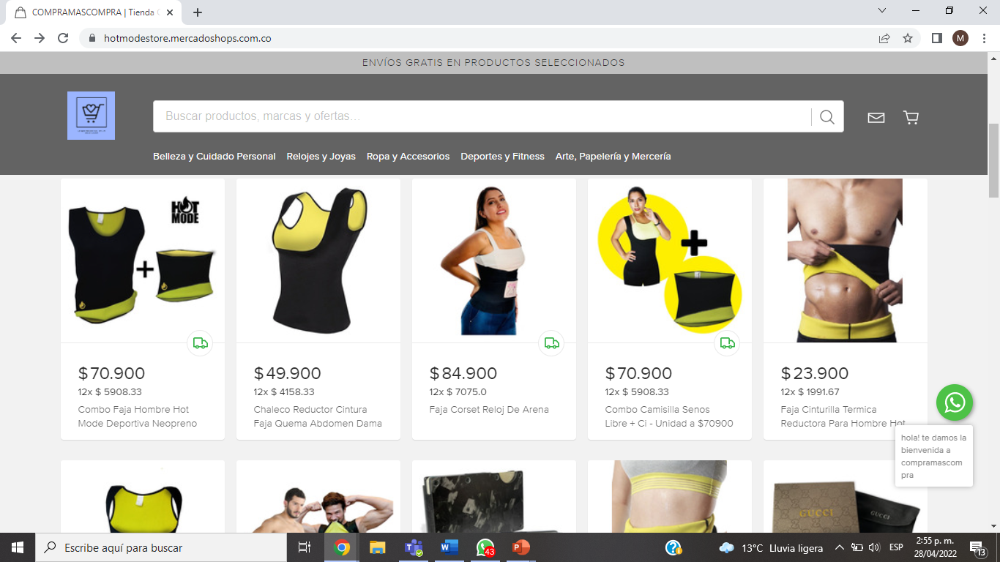 COMPRAMASCOMPRA | Tienda
hotmodestore.mercadoshops.com.co
M
ENVÍOS GRATIS EN PRODUCTOS SELECCIONADOS
Buscar productos, marcas y ofertas...
Belleza y Cuidado Personal Relojes y Joyas Ropa y Accesorios Deportes y Fitness Arte, Papelería y Mercería
HOT
MODE
$ 70.900
12x $ 5908.33
Combo Faja Hombre Hot
Mode Deportiva Neopreno
$ 49.900
12x $ 4158.33
Chaleco Reductor Cintura
Faja Quema Abdomen Dama
$ 84.900
12x $ 7075.0
Faja Corset Reloj De Arena
$ 70.900
12x $ 5908.33
Combo Camisilla Senos
Libre + Ci - Unidad a $70900
$ 23.900
12x $ 1991.67
Faja Cinturilla Termica
Reductora Para Hombre Hot
hola! te damos la
bienvenida a
compramascom
pra
GUCCI
GUCCI
Escribe aquí para buscar
43
13°C Lluvia ligera
ESP
2:55 p. m.
28/04/2022
13